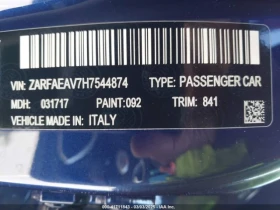 VIN: ZARFAEAV7H7544874 TYPE: PASSENGER CAR
MDH: 031717 PAINT: 092 TRIM: 841
VEHICLE MADE IN: ITALY